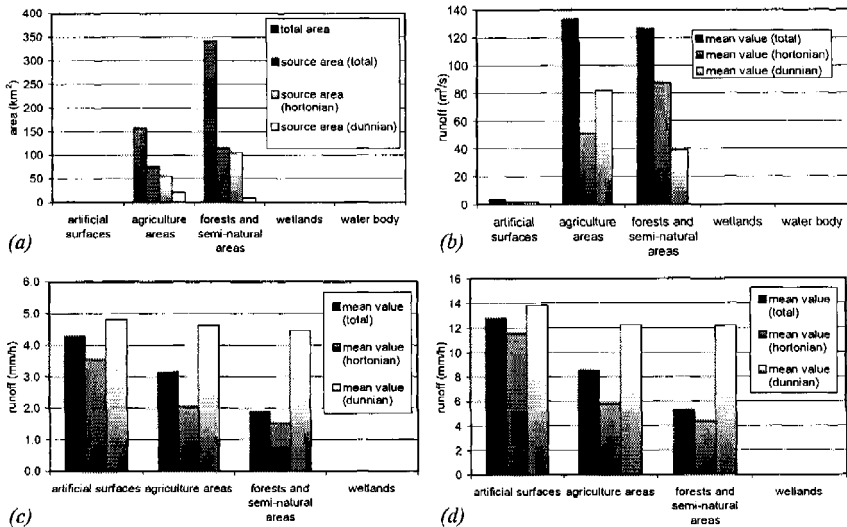 400
350
300
250
200
150
100
50
0
area (km²)
total area
source area (total)
source area
(hortonian)
source area (dunnian)
artificial
surfaces
agriculture
areas
forests and
semi-natural
areas
wetlands
water body
(a)
140
120
100
80
60
40
20
0
runoff (m³/s)
mean value (total)
mean value (hortonian)
mean value (dunnian)
artificial
surfaces
agriculture
areas
forests and
semi-natural
areas
wetlands
water body
(b)
6.0
5.0
4.0
3.0
2.0
1.0
0.0
runoff (mm/h)
mean value
(total)
mean value
(hortonian)
mean value
(dunnian)
artificial surfaces
agriculture areas
forests and
semi-natural
areas
wetlands
(c)
16
14
12
10
8
6
4
2
0
runoff (mm/h)
mean value
(total)
mean value
(hortonian)
mean value
(dunnian)
artificial surfaces
agriculture areas
forests and
semi-natural
areas
wetlands
(d)